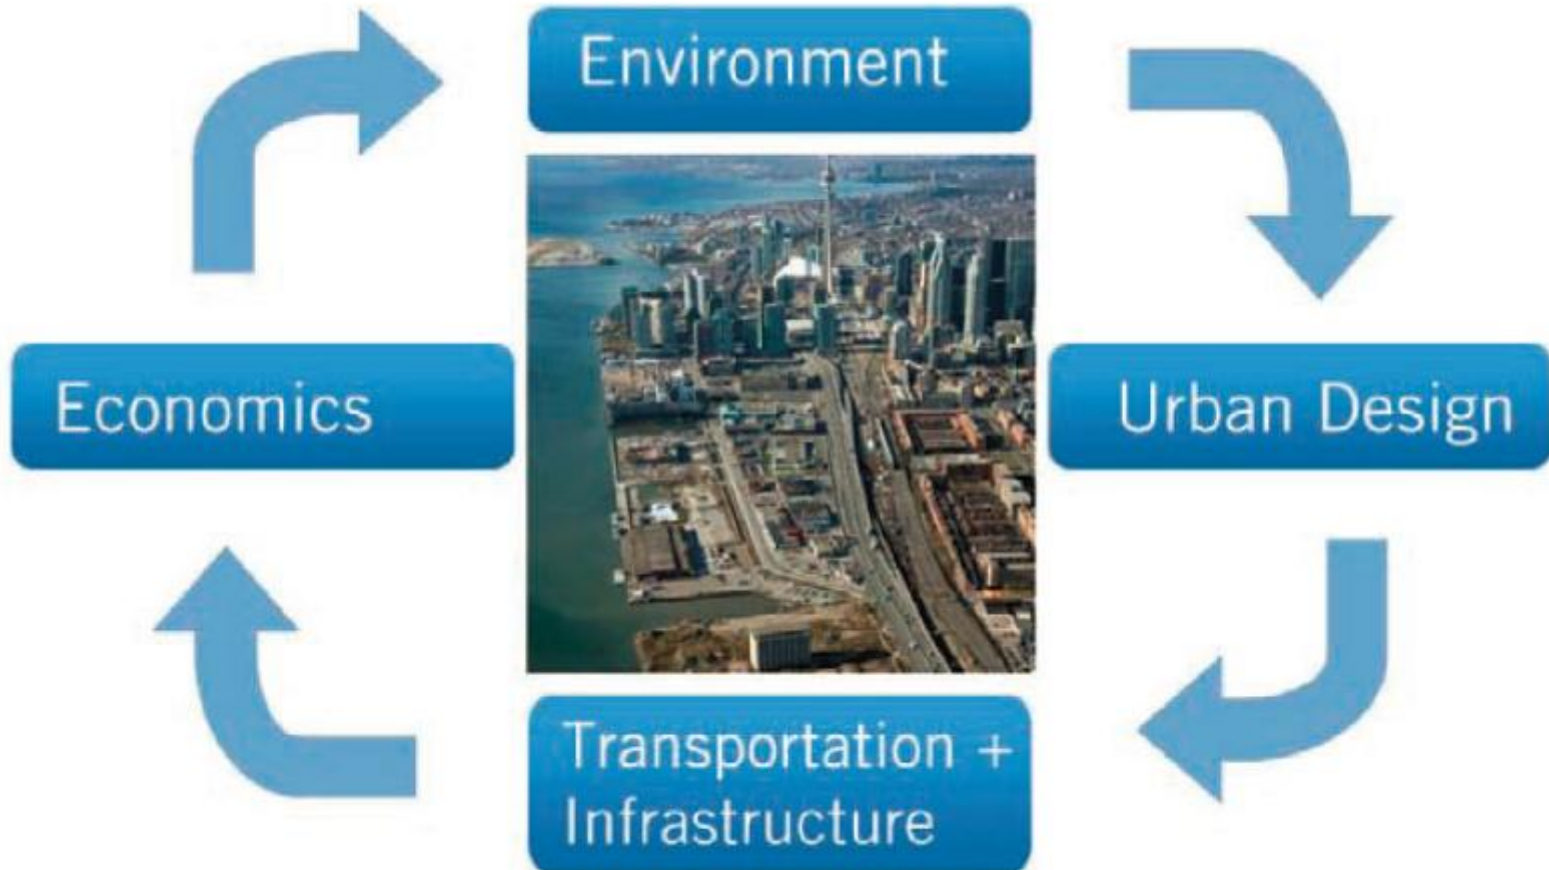 Environment
Economics
Urban Design
Transportation +
Infrastructure